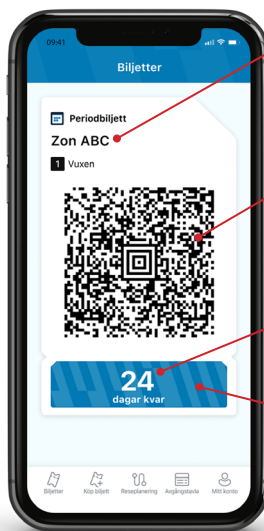 09:41
Biljetter
Periodbiljett
Zon ABC
1 Vuxen
24
dagar kvar
Biljetter Köp biljett Reseplanering Avgångstavla Mitt konto